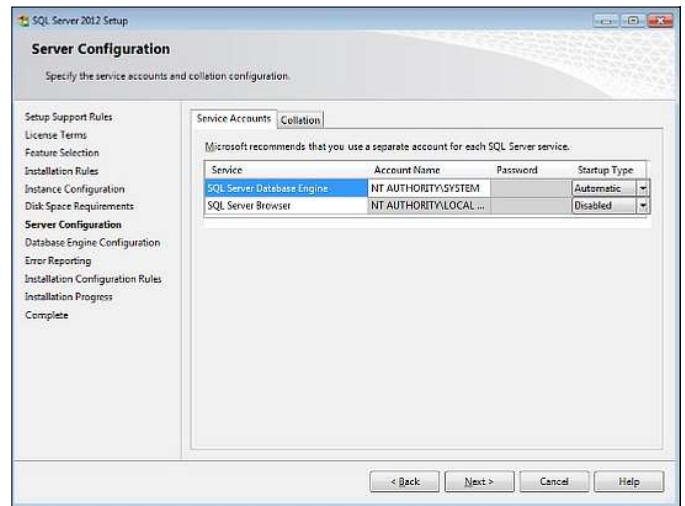 SQL Server 2012 Setup
Server Configuration
Specify the service accounts and collation configuration.
Setup Support Rules
License Terms
Feature Selection
Installation Rules
Instance Configuration
Disk Space Requirements
Server Configuration
Database Engine Configuration
Error Reporting
Installation Configuration Rules
Installation Progress
Complete
Service Accounts Collation
Microsoft recommends that you use a separate account for each SQL Server service.
Service Account Name Password Startup Type
SQL Server Database Engine NT AUTHORITY\SYSTEM Automatic
SQL Server Browser NT AUTHORITY\LOCAL ... Disabled
< Back Next > Cancel Help